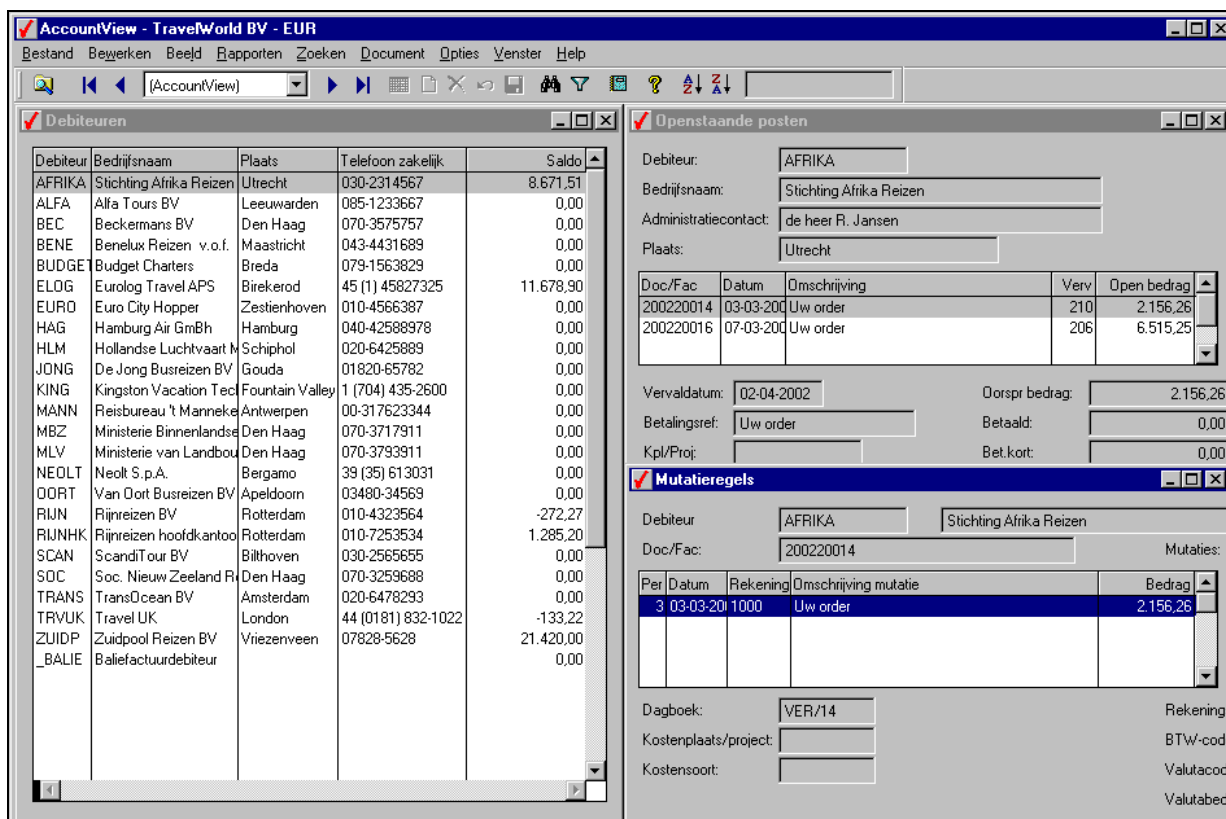 AccountView - TravelWorld BV - EUR
Bestand Bewerken Beeld Rapporten Zoeken Document Opties Venster Help
(AccountView)
Debiteuren
Debiteur Bedrijfsnaam Plaats Telefoon zakelijk Saldo
AFRIKA Stichting Afrika Reizen Utrecht 030-2314567 8.671,51
ALFA Alfa Tours BV Leeuwarden 085-1233667 0,00
BEC Beckermans BV Den Haag 070-3575757 0,00
BENE Benelux Reizen v.o.f. Maastricht 043-4431689 0,00
BUDGET Budget Charters Breda 079-1563829 0,00
ELOG Eurolog Travel APS Birekerod 45 (1) 45827325 11.678,90
EURO Euro City Hopper Zestienhoven 010-4566387 0,00
HAG Hamburg Air GmBh Hamburg 040-42588978 0,00
HLM Hollandse Luchtvaart M Schiphol 020-6425889 0,00
JONG De Jong Busreizen BV Gouda 01820-65782 0,00
KING Kingston Vacation Tecl Fountain Valley 1 (704) 435-2600 0,00
MANN Reisbureau 't Manneke Antwerpen 00-317623344 0,00
MBZ Ministerie Binnenlandse Den Haag 070-3717911 0,00
MLV Ministerie van Landbou Den Haag 070-3793911 0,00
NEOLT Neolt S.p.A. Bergamo 39 (35) 613031 0,00
OORT Van Oort Busreizen BV Apeldoorn 03480-34569 0,00
RIJN Rijnreizen BV Rotterdam 010-4323564 -272,27
RIJNHK Rijnreizen hoofdkantoo Rotterdam 010-7253534 1.285,20
SCAN ScandiTour BV Bilthoven 030-2565655 0,00
SOC Soc. Nieuw Zeeland R Den Haag 070-3259688 0,00
TRANS TransOcean BV Amsterdam 020-6478293 0,00
TRVUK Travel UK London 44 (0181) 832-1022 -133,22
ZUIDP Zuidpool Reizen BV Vriezenveen 07828-5628 21.420,00
_BALIE Baliefactuurdebiteur 0,00
Openstaande posten
Debiteur: AFRIKA
Bedrijfsnaam: Stichting Afrika Reizen
Administratiecontact: de heer R. Jansen
Plaats: Utrecht
Doc/Fac Datum Omschrijving Verv Open bedrag
200220014 03-03-200 Uw order 210 2.156,26
200220016 07-03-200 Uw order 206 6.515,25
Vervaldatum: 02-04-2002 Oorspr bedrag: 2.156,26
Betalingsref: Uw order Betaald: 0,00
Kpl/Proj: Bet.kort: 0,00
Mutatieregels
Debiteur AFRIKA Stichting Afrika Reizen
Doc/Fac: 200220014 Mutaties:
Per Datum Rekening Omschrijving mutatie Bedrag
3 03-03-20 1000 Uw order 2.156,26
Dagboek: VER/14 Rekening
Kostenplaats/project: BTW-cod
Kostensoort: Valutacod
Valutabed